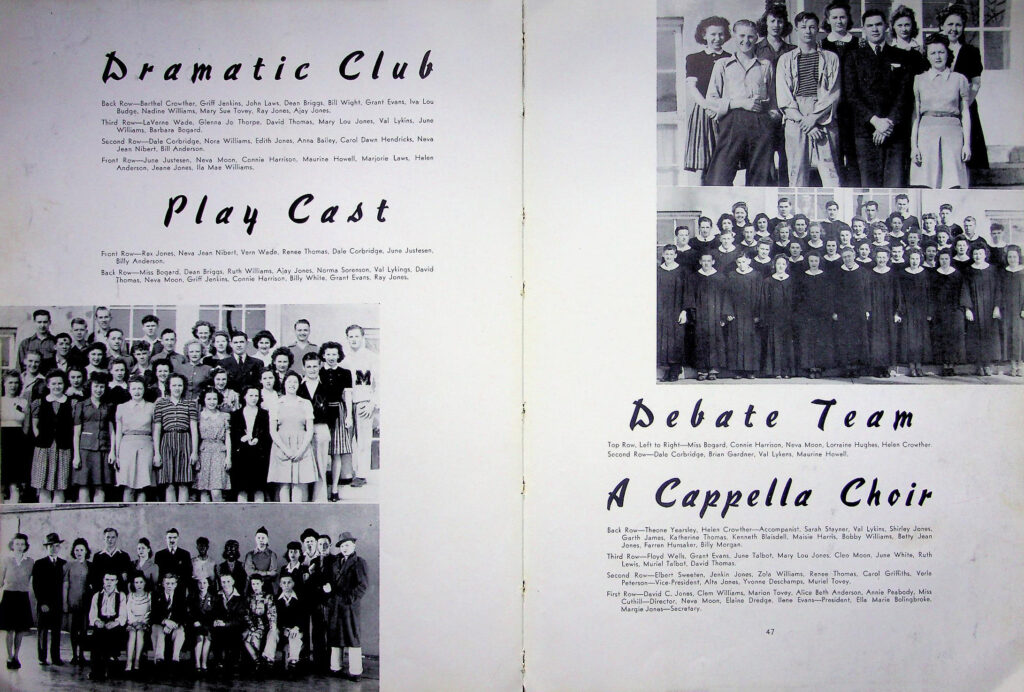 Dramatic Club
Back Row—Barthel Crowther, Griff Jenkins, John Laws, Dean Briggs, Bill Wight, Grant Evans, Iva Lou
Budge, Nadine Williams, Mary Sue Tovey, Ray Jones, Ajay Jones.
Third Row—LaVerne Wade, Glenna Jo Thorpe, David Thomas, Mary Lou Jones, Val Lykins, June
Williams, Barbara Bogard.
Second Row—Dale Corbridge, Nora Williams, Edith Jones, Anna Bailey, Carol Dawn Hendricks, Neva
Jean Nibert, Bill Anderson.
Front Row—June Justesen, Neva Moon, Connie Harrison, Maurine Howell, Marjorie Laws, Helen
Anderson, Jeane Jones, Ila Mae Williams.
Play Cast
Front Row—Rex Jones, Neva Jean Nibert, Vern Wade, Renee Thomas, Dale Corbridge, June Justesen,
Billy Anderson.
Back Row—Miss Bogard, Dean Briggs, Ruth Williams, Ajay Jones, Norma Sorenson, Val Lykings, David
Thomas, Neva Moon, Griff Jenkins, Connie Harrison, Billy White, Grant Evans, Ray Jones.
M
Debate Team
Top Row, Left to Right—Miss Bogard, Connie Harrison, Neva Moon, Lorraine Hughes, Helen Crowther.
Second Row—Dale Corbridge, Brian Gardner, Val Lykens, Maurine Howell.
A Cappella Choir
Back Row—Theone Yearsley, Helen Crowther—Accompanist, Sarah Stayner, Val Lykins, Shirley Jones,
Garth James, Katherine Thomas, Kenneth Blaisdell, Maisie Harris, Bobby Williams, Betty Jean
Jones, Farren Hunsaker, Billy Morgan.
Third Row—Floyd Wells, Grant Evans, June Talbot, Mary Lou Jones, Cleo Moon, June White, Ruth
Lewis, Muriel Talbot, David Thomas.
Second Row—Elbert Sweeten, Jenkin Jones, Zola Williams, Renee Thomas, Carol Griffiths, Verla
Peterson—Vice-President, Alta Jones, Yvonne Deschamps, Muriel Tovey.
First Row—David C. Jones, Clem Williams, Marion Tovey, Alice Beth Anderson, Annie Peabody, Miss
Cuthill—Director, Neva Moon, Elaine Dredge, Ilene Evans—President, Ella Marie Bolingbroke,
Margie Jones—Secretary.
47